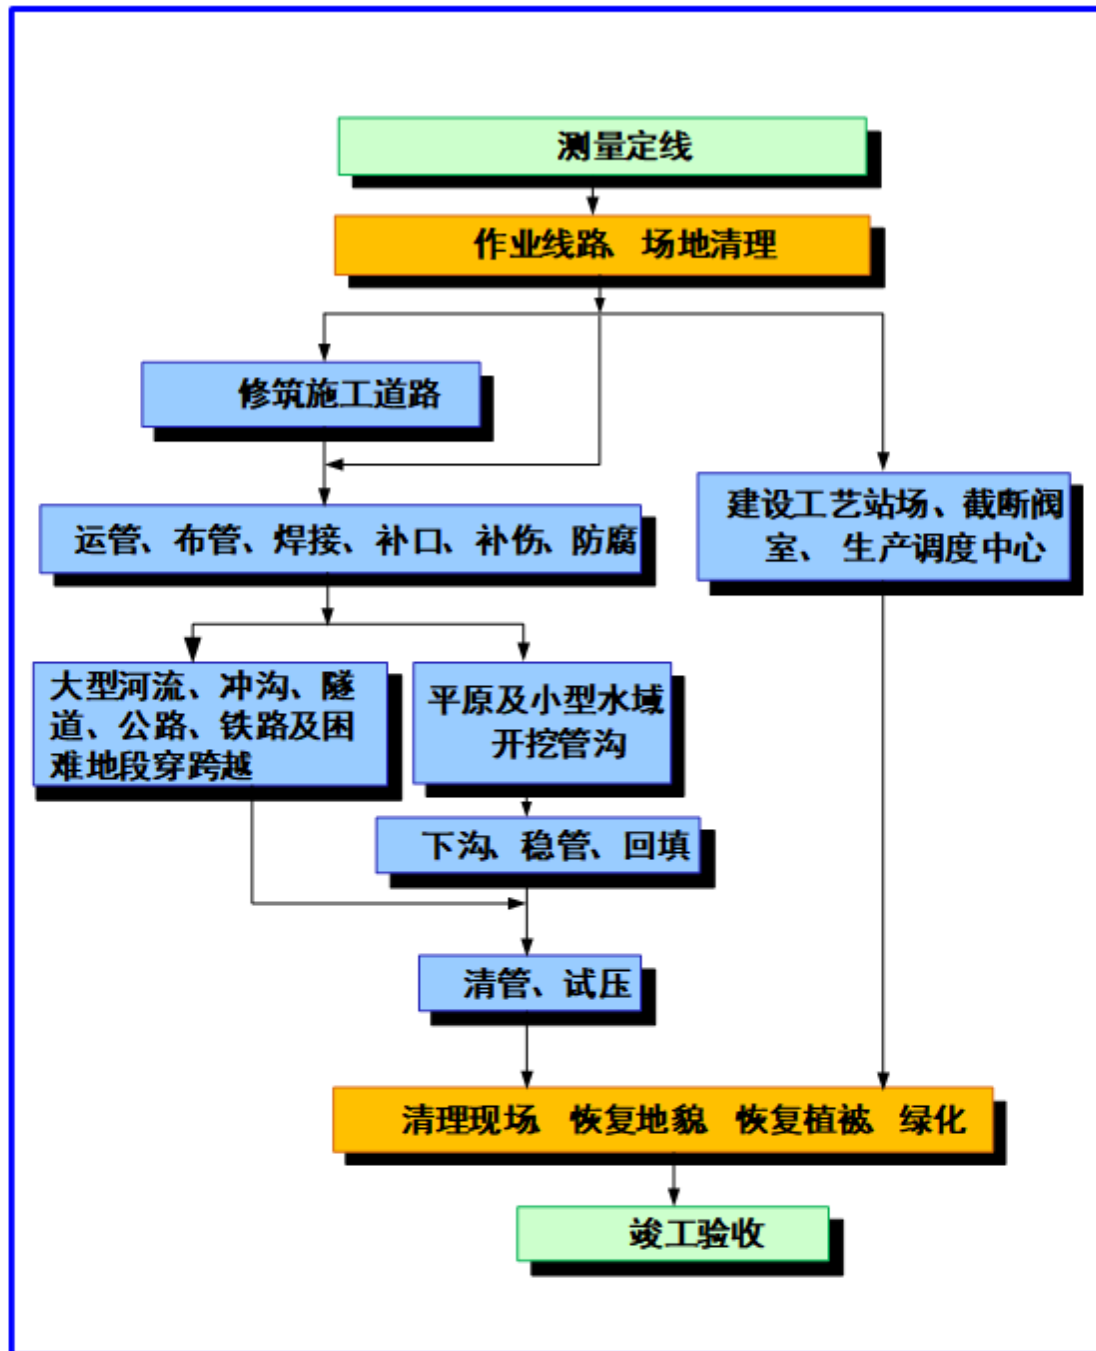 测量定线
作业线路、 场地清理
修筑施工道路
运管、布管、焊接、补口、补伤、防腐
建设工艺站场、截断阀
室、 生产调度中心
大型河流、冲沟、隧
道、公路、铁路及困
难地段穿跨越
平原及小型水域
开挖管沟
下沟、稳管、回填
清管、试压
清理现场、恢复地貌、恢复植被、绿化
竣工验收